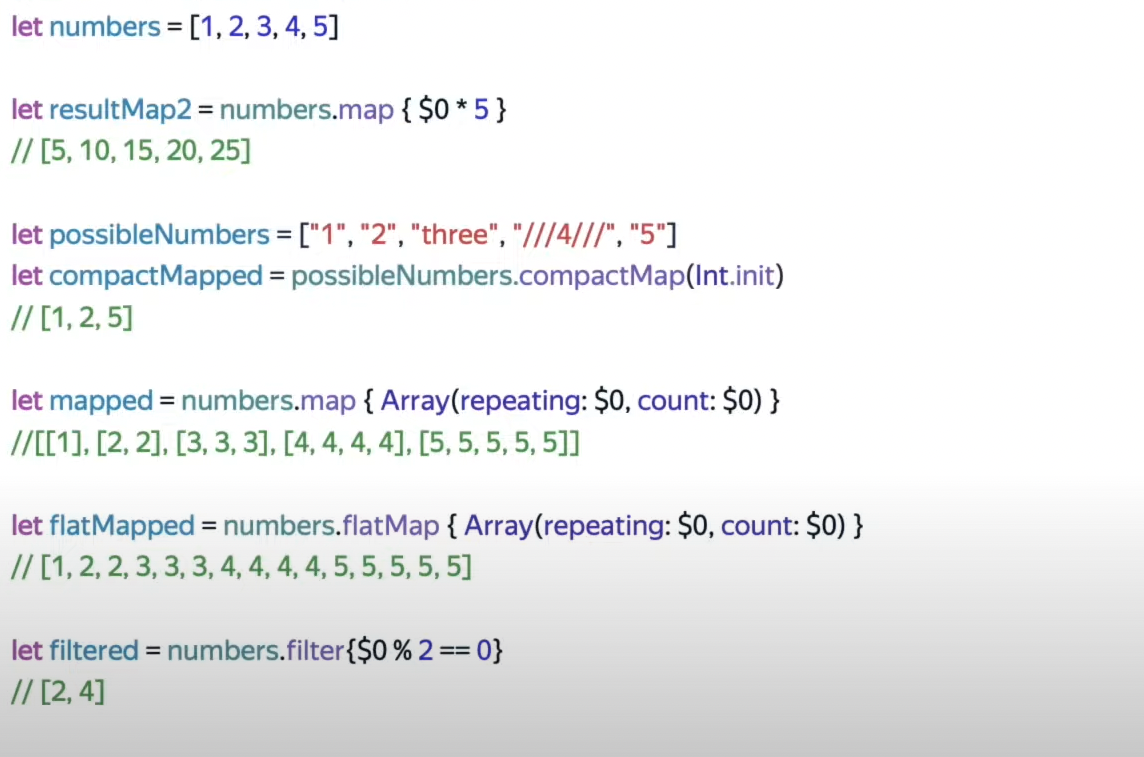 let numbers = [1, 2, 3, 4, 5]
let resultMap2 = numbers.map { $0 * 5 }
// [5, 10, 15, 20, 25]
let possibleNumbers = ["1", "2", "three", "///4///", "5"]
let compactMapped = possibleNumbers.compactMap(Int.init)
// [1, 2, 5]
let mapped = numbers.map { Array(repeating: $0, count: $0) }
//[[1], [2, 2], [3, 3, 3], [4, 4, 4, 4], [5, 5, 5, 5, 5]]
let flatMapped = numbers.flatMap { Array(repeating: $0, count: $0) }
// [1, 2, 2, 3, 3, 3, 4, 4, 4, 4, 5, 5, 5, 5, 5]
let filtered = numbers.filter{$0 % 2 == 0}
// [2, 4]